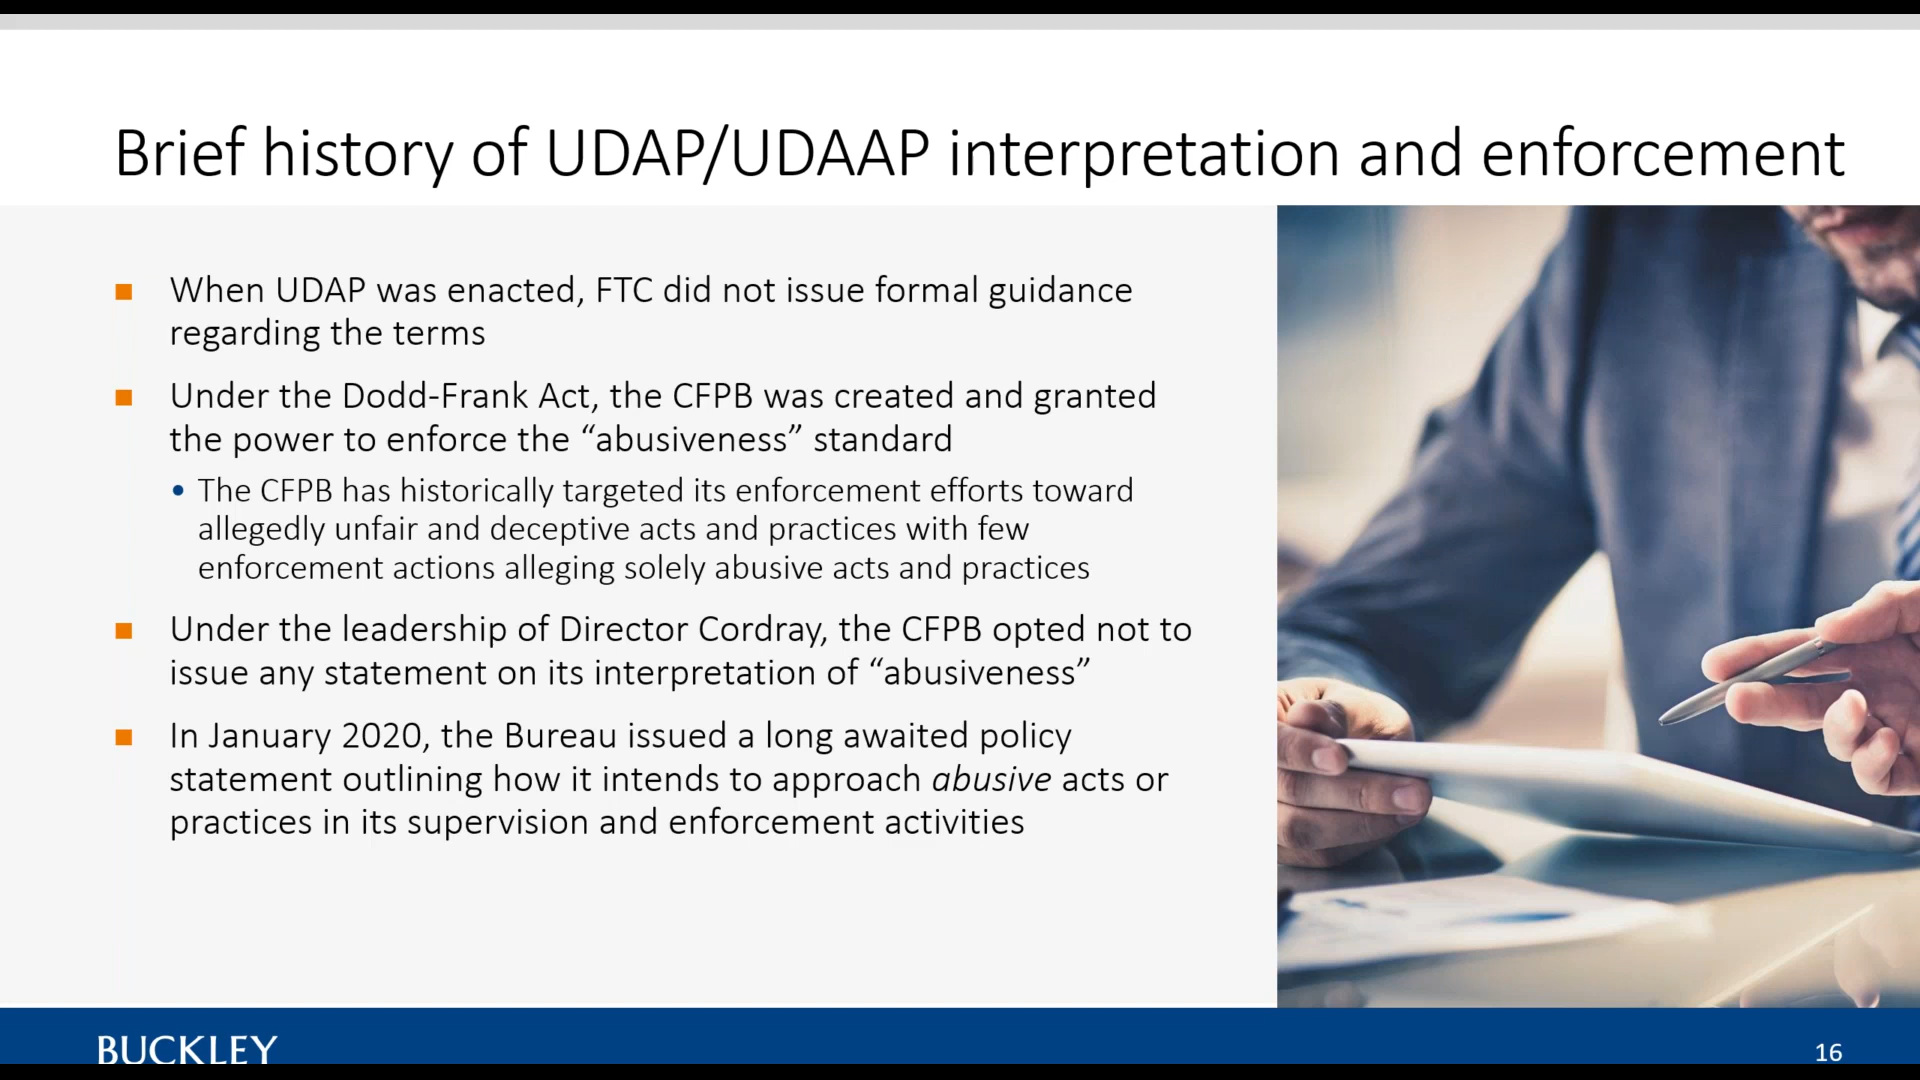 Brief history of UDAP/UDAAP interpretation and enforcement
When UDAP was enacted, FTC did not issue formal guidance
regarding the terms
Under the Dodd-Frank Act, the CFPB was created and granted
the power to enforce the “abusiveness” standard
The CFPB has historically targeted its enforcement efforts toward
allegedly unfair and deceptive acts and practices with few
enforcement actions alleging solely abusive acts and practices
Under the leadership of Director Cordray, the CFPB opted not to
issue any statement on its interpretation of “abusiveness”
In January 2020, the Bureau issued a long awaited policy
statement outlining how it intends to approach abusive acts or
practices in its supervision and enforcement activities
BUCKLEY
16